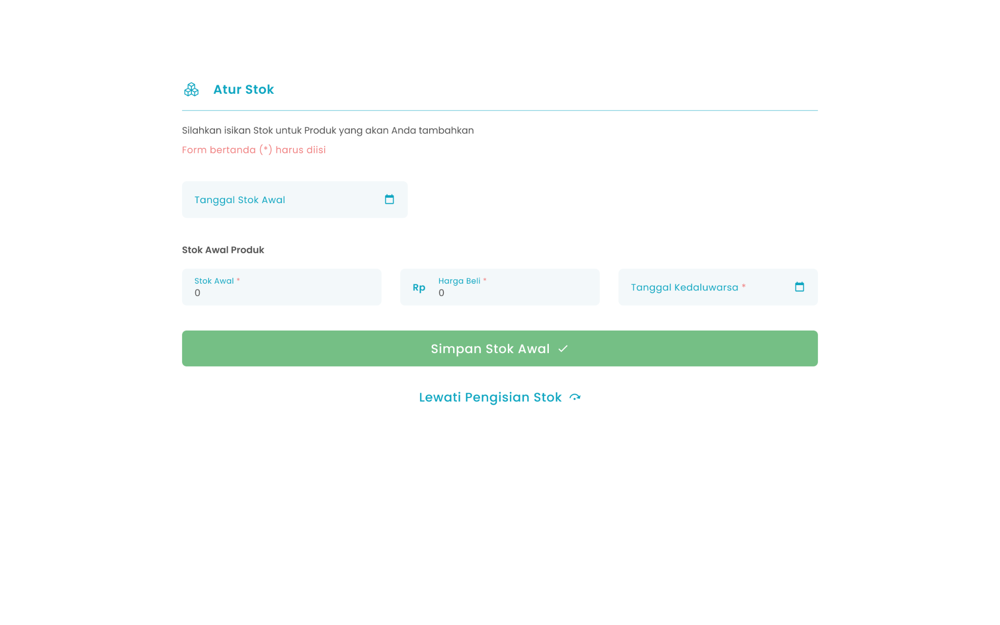 Atur Stok
Silahkan isikan Stok untuk Produk yang akan Anda tambahkan
Form bertanda (*) harus diisi
Tanggal Stok Awal
Stok Awal Produk
Stok Awal *
0
Rp
Harga Beli *
0
Tanggal Kedaluwarsa *
Simpan Stok Awal
Lewati Pengisian Stok